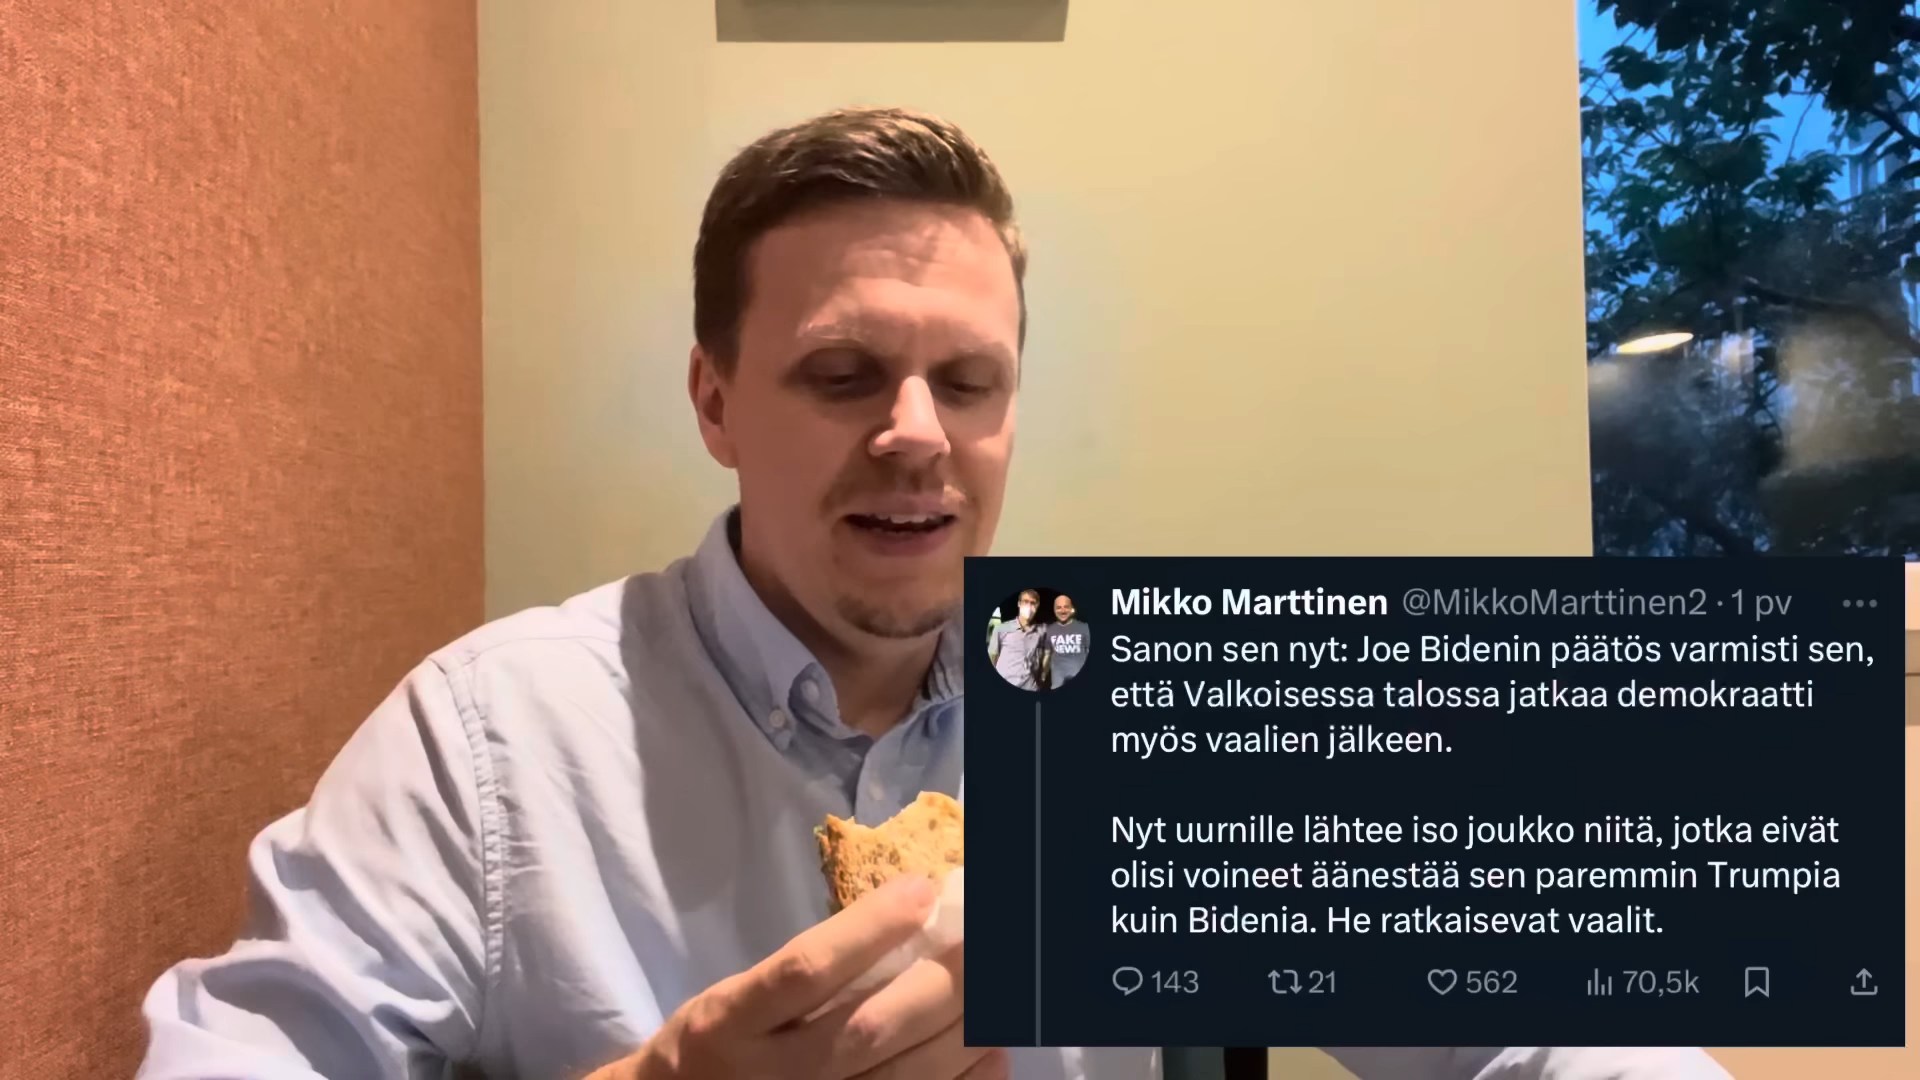 Mikko Marttinen @MikkoMarttinen2 · 1 pv
Sanon sen nyt: Joe Bidenin päätös varmisti sen,
että Valkoisessa talossa jatkaa demokraatti
myös vaalien jälkeen.
Nyt uurnille lähtee iso joukko niitä, jotka eivät
olisi voineet äänestää sen paremmin Trumpia
kuin Bidenia. He ratkaisevat vaalit.
143 21 562 70,5k
FAKE
NEWS